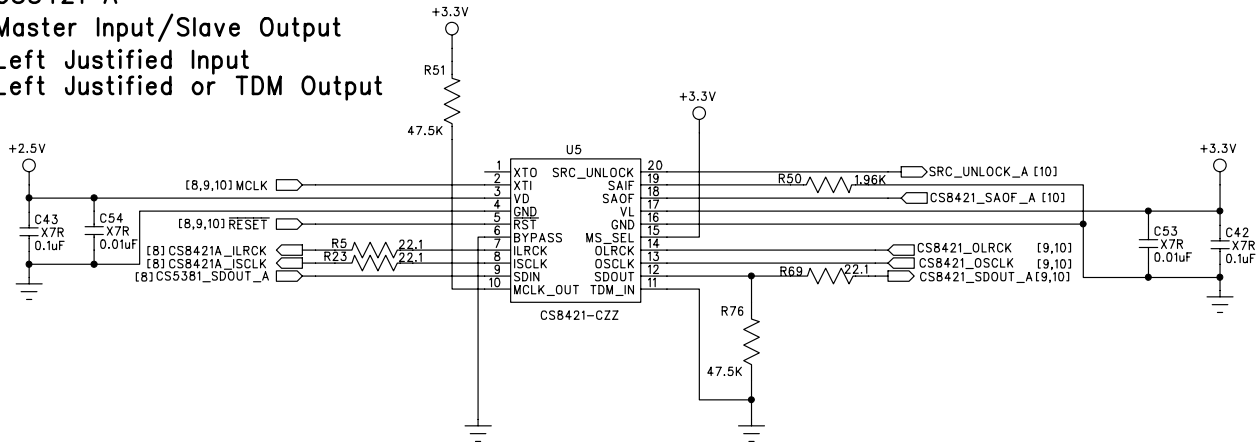 CS8421-A
Master Input/Slave Output
Left Justified Input
Left Justified or TDM Output
+3.3V
R51
47.5K
+3.3V
+2.5V
+3.3V
U5
1 XTO SRC_UNLOCK 20
2 XTI SAIF 19
3 VD SAOF 18
4 GND VL 17
5 RST GND 16
6 BYPASS MS_SEL 15
7 ILRCK OLRCK 14
8 ISCLK OSCLK 13
9 SDIN SDOUT 12
10 MCLK_OUT TDM_IN 11
CS8421-CZZ
[8,9,10] MCLK
[8,9,10] RESET
[8] CS8421A_ILRCK
[8] CS8421A_ISCLK
[8] CS5381_SDOUT_A
R5 22.1
R23 22.1
C43
X7R
0.1uF
C54
X7R
0.01uF
R50 1.96K
SRC_UNLOCK_A [10]
CS8421_SAOF_A [10]
CS8421_OLRCK [9,10]
CS8421_OSCLK [9,10]
R69 22.1
CS8421_SDOUT_A[9,10]
R76
47.5K
C53
X7R
0.01uF
C42
X7R
0.1uF